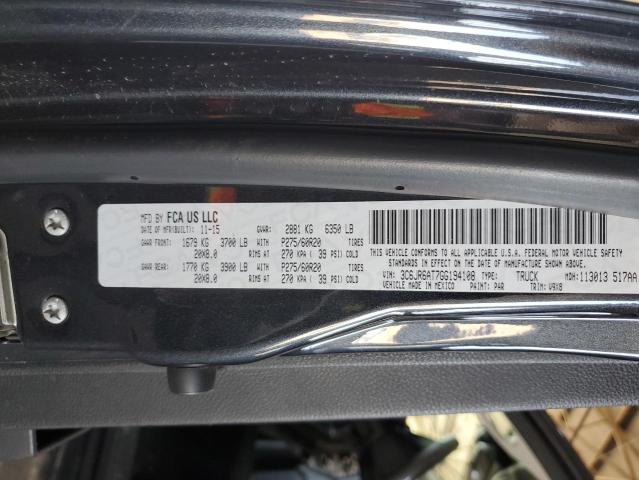 MFD BY FCA US LLC
DATE OF MFR(BUILT): 11-15 GVWR: 2881 KG 6350 LB
GAWR FRONT: 1679 KG 3700 LB WITH P275/60R20 TIRES
20X8.0 RIMS AT 270 KPA ( 39 PSI) COLD
GAWR REAR: 1770 KG 3900 LB WITH P275/60R20 TIRES
20X8.0 RIMS AT 270 KPA ( 39 PSI) COLD
THIS VEHICLE CONFORMS TO ALL APPLICABLE U.S.A. FEDERAL MOTOR VEHICLE SAFETY
STANDARDS IN EFFECT ON THE DATE OF MANUFACTURE SHOWN ABOVE.
VIN: 3C6JR6AT7GG194108 TYPE: TRUCK MDH: 113013 517AA
VEHICLE MADE IN MEXICO PAINT: PAR TRIM: V9X8